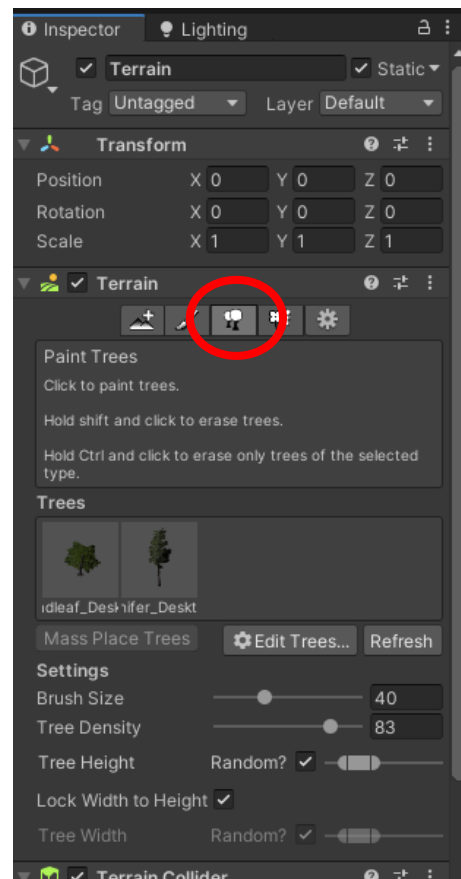 Inspector Lighting
Terrain Static
Tag Untagged Layer Default
Transform
Position X 0 Y 0 Z 0
Rotation X 0 Y 0 Z 0
Scale X 1 Y 1 Z 1
Terrain
Paint Trees
Click to paint trees.
Hold shift and click to erase trees.
Hold Ctrl and click to erase only trees of the selected
type.
Trees
idleaf_Desk nifer_Deskt
Mass Place Trees Edit Trees... Refresh
Settings
Brush Size 40
Tree Density 83
Tree Height Random?
Lock Width to Height
Tree Width Random?
Terrain Collider